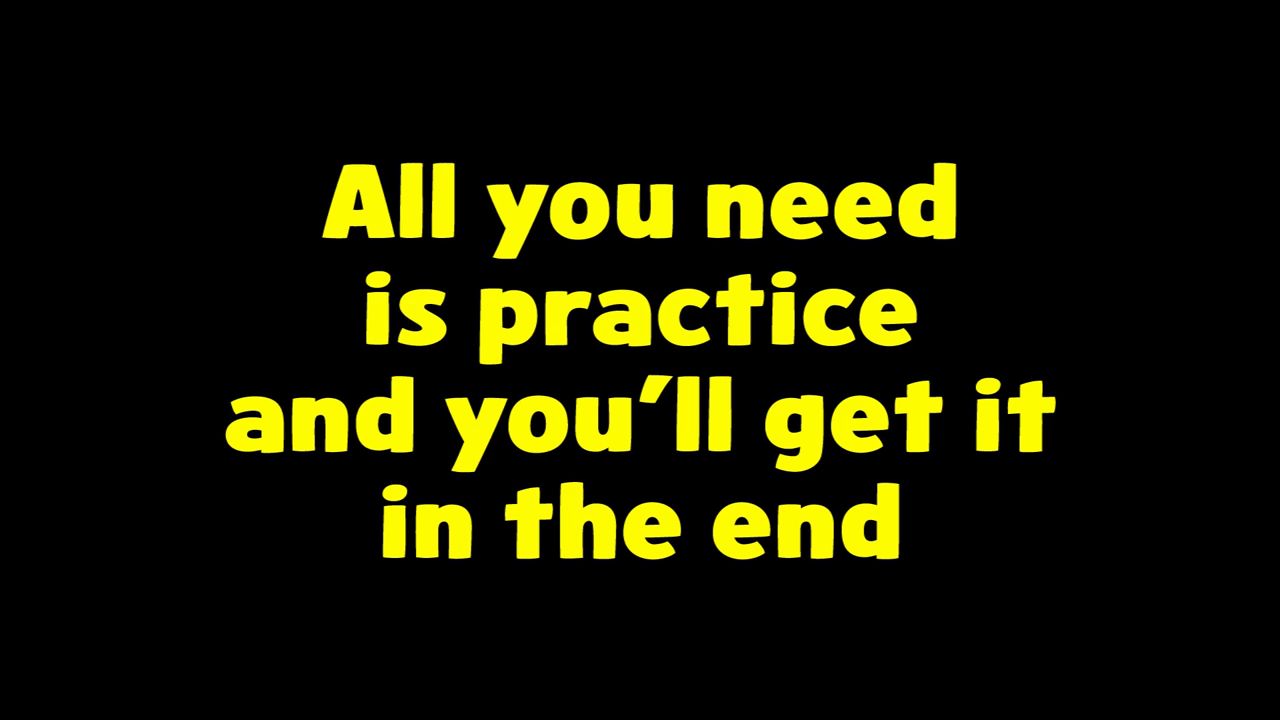 All you need
is practice
and you’ll get it
in the end